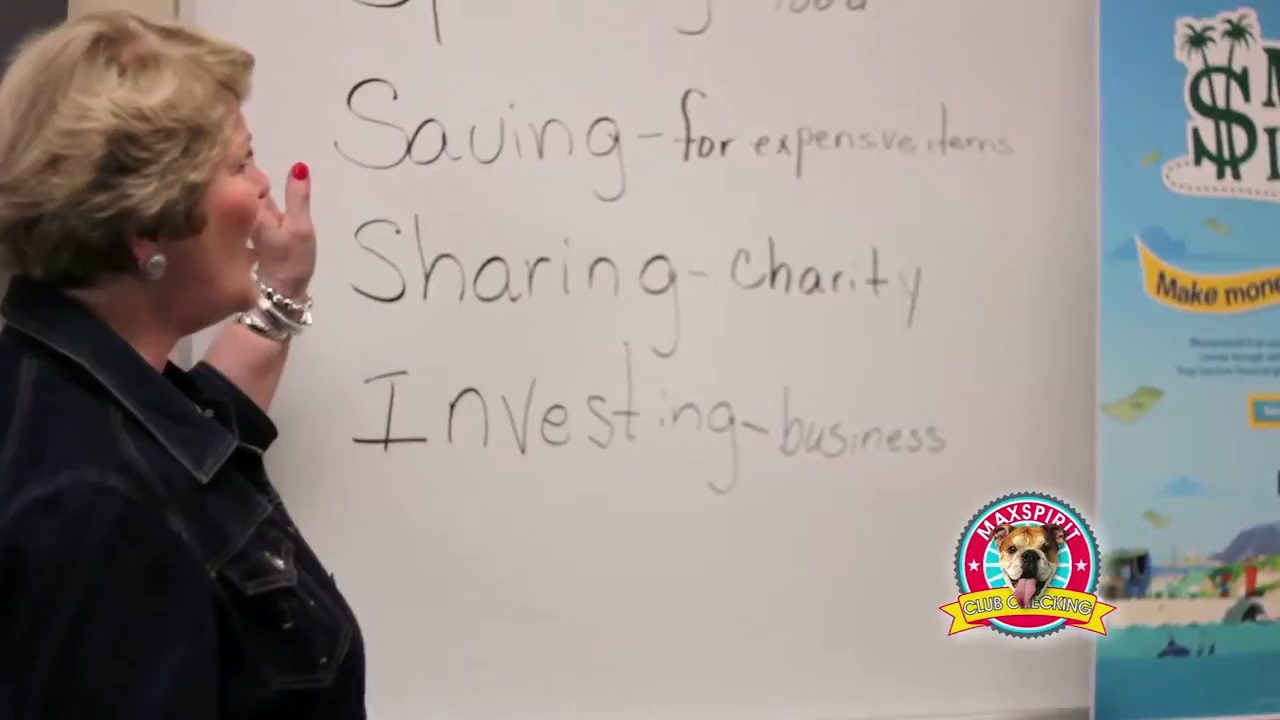 Saving - for expensive items
Sharing - charity
Investing - business
Make mone
MAXSPIRIT
CLUB CHECKING